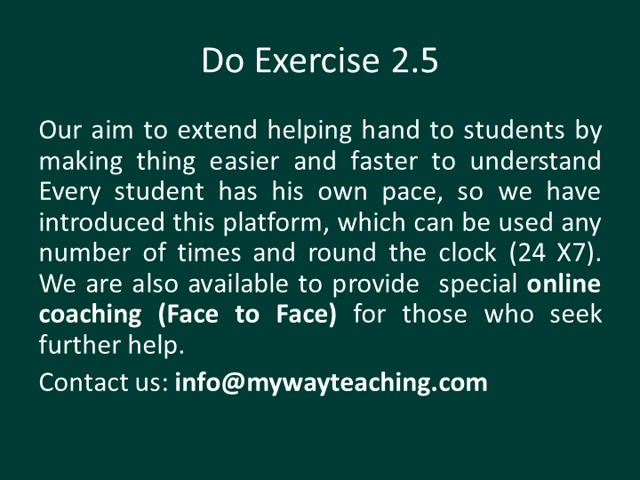 Do Exercise 2.5
Our aim to extend helping hand to students by
making thing easier and faster to understand
Every student has his own pace, so we have
introduced this platform, which can be used any
number of times and round the clock (24 X7).
We are also available to provide special online
coaching (Face to Face) for those who seek
further help.
Contact us: info@mywayteaching.com